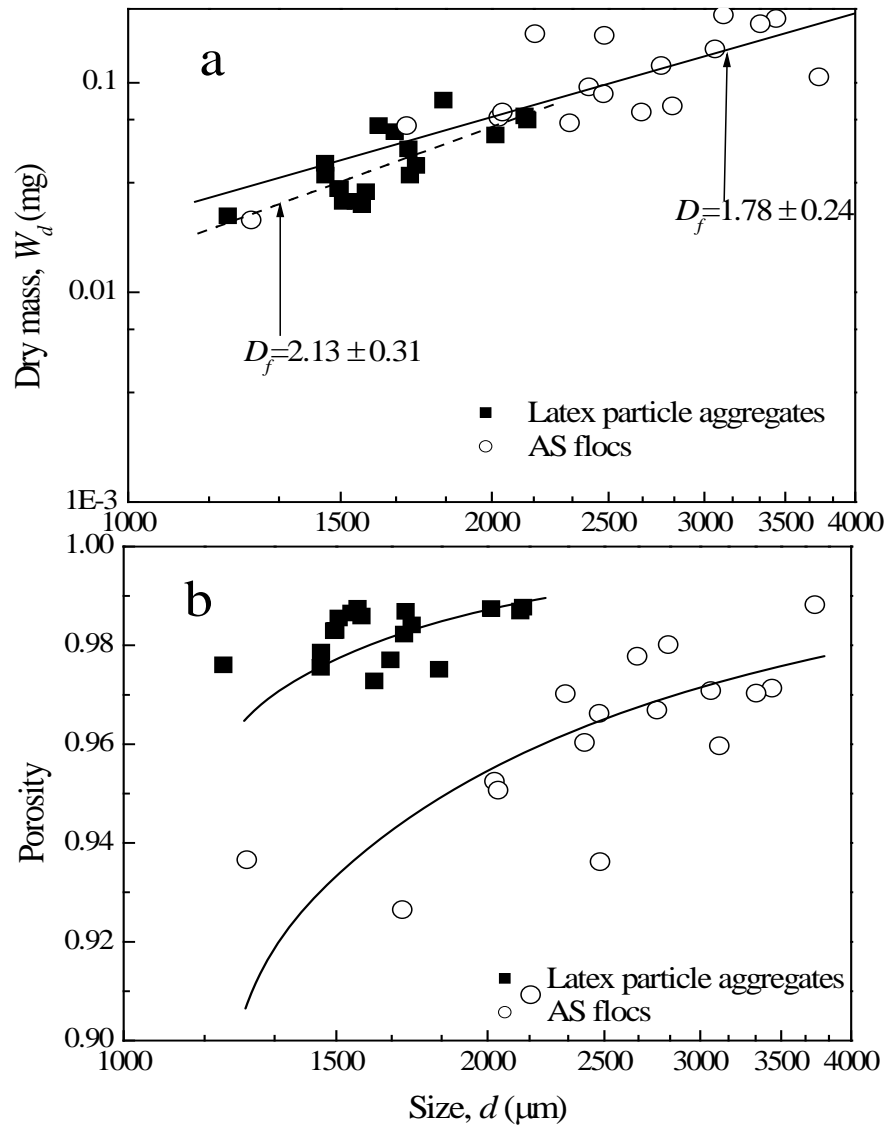 a
0.1
0.01
1E-3
Dry mass, W_d (mg)
D_f=1.78 ± 0.24
D_f=2.13 ± 0.31
Latex particle aggregates
AS flocs
1000 1500 2000 2500 3000 3500 4000
b
1.00
0.98
0.96
0.94
0.92
0.90
Porosity
Latex particle aggregates
AS flocs
1000 1500 2000 2500 3000 3500 4000
Size, d (μm)